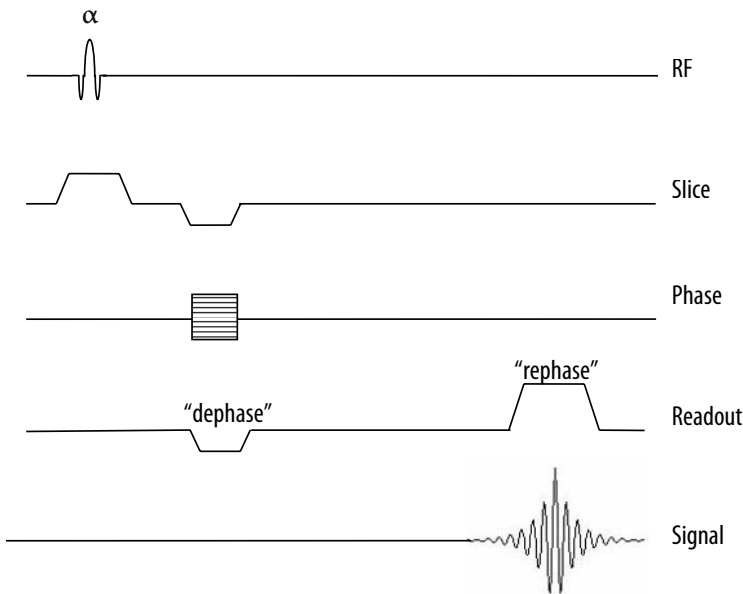 α
RF
Slice
Phase
“rephase”
“dephase”
Readout
Signal